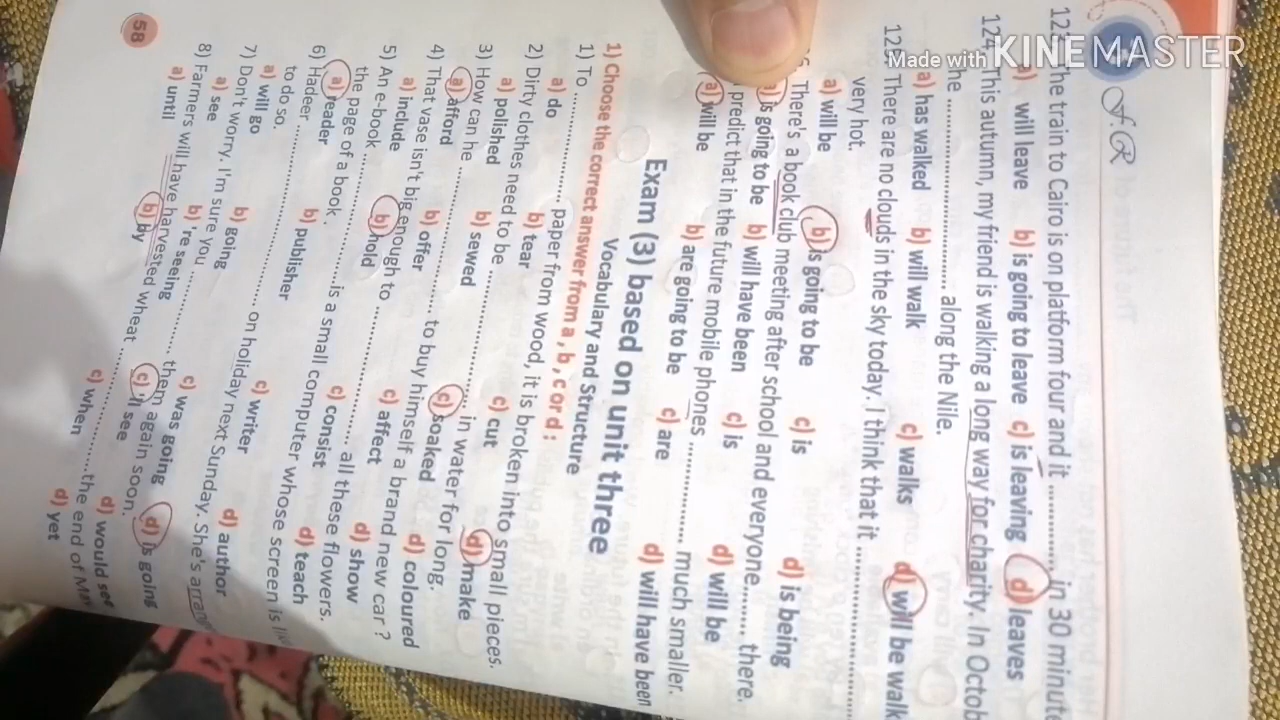 Made with KINEMASTER
The train to Cairo is on platform four and it ............ in 30 minute
a) will leave b) is going to leave c) is leaving d) leaves
124. This autumn, my friend is walking a long way for charity. In Octob
he .................... along the Nile.
a) has walked b) will walk c) walks d) will be walk
There are no clouds in the sky today. I think that it ....................
very hot.
a) will be b) is going to be c) is d) is being
There's a book club meeting after school and everyone......... there.
a) is going to be b) will have been c) is d) will be
predict that in the future mobile phones ............ much smaller.
a) will be b) are going to be c) are d) will have been
Exam (3) based on unit three
Vocabulary and Structure
1) Choose the correct answer from a, b, c or d :
1) To .................... paper from wood, it is broken into small pieces.
a) do b) tear c) cut d) make
2) Dirty clothes need to be .................... in water for long.
a) polished b) sewed c) soaked d) coloured
3) How can he .................... to buy himself a brand new car ?
a) afford b) offer c) affect d) show
4) That vase isn't big enough to .................... all these flowers.
a) include b) hold c) consist d) teach
5) An e-book ....................is a small computer whose screen is
the page of a book .
a) reader b) publisher c) writer d) author
6) Hadeer .................... on holiday next Sunday. She's
to do so.
a) will go b) going c) was going d) is going
7) Don't worry. I'm sure you ............ them again soon.
a) see b) 're seeing c) 'll see d) would see
8) Farmers will have harvested wheat ............the end of
a) until b) by c) when d) yet
58